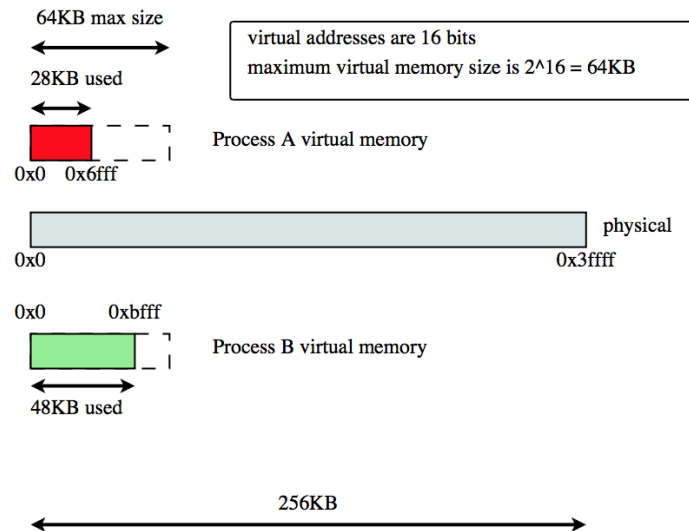 64KB max size
virtual addresses are 16 bits
maximum virtual memory size is 2^16 = 64KB
28KB used
Process A virtual memory
0x0 0x6fff
physical
0x0 0x3ffff
0x0 0xbfff
Process B virtual memory
48KB used
256KB